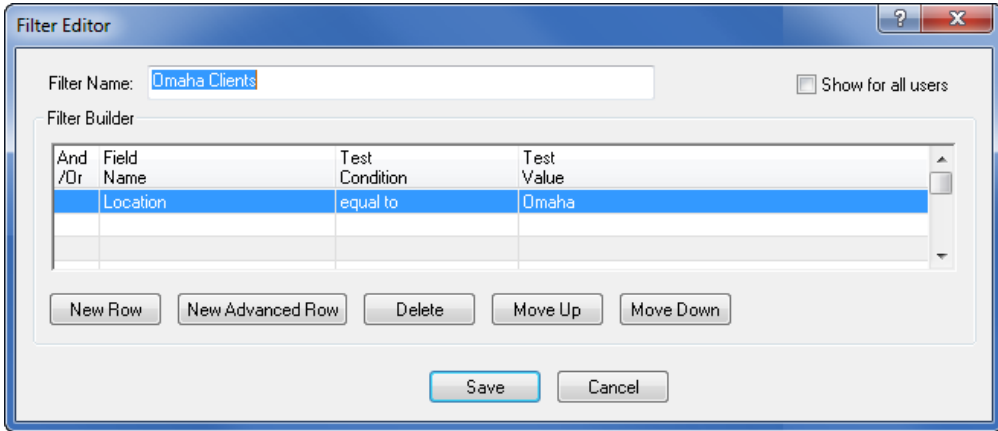 Filter Editor
Filter Name: Omaha Clients Show for all users
Filter Builder
And Field Test Test
/Or Name Condition Value
Location equal to Omaha
New Row New Advanced Row Delete Move Up Move Down
Save Cancel